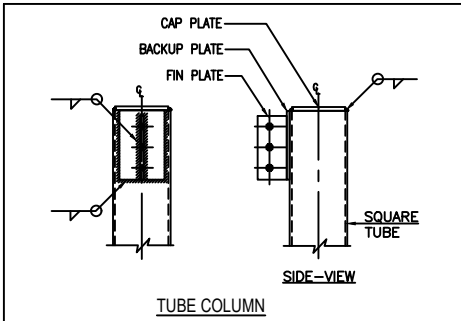 CAP PLATE
BACKUP PLATE
FIN PLATE
℄
℄
SQUARE
TUBE
SIDE-VIEW
TUBE COLUMN